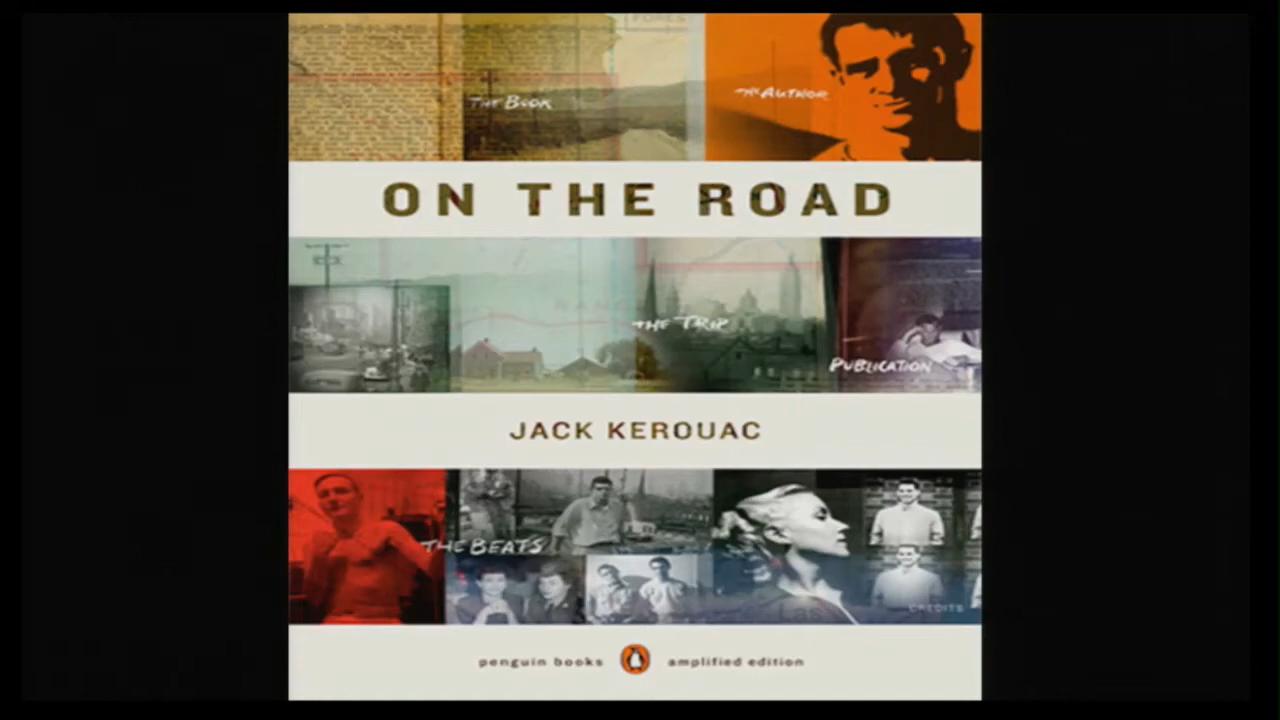 THE BOOK
THE AUTHOR
ON THE ROAD
THE TRIP
PUBLICATION
JACK KEROUAC
THE BEATS
CREDITS
penguin books amplified edition